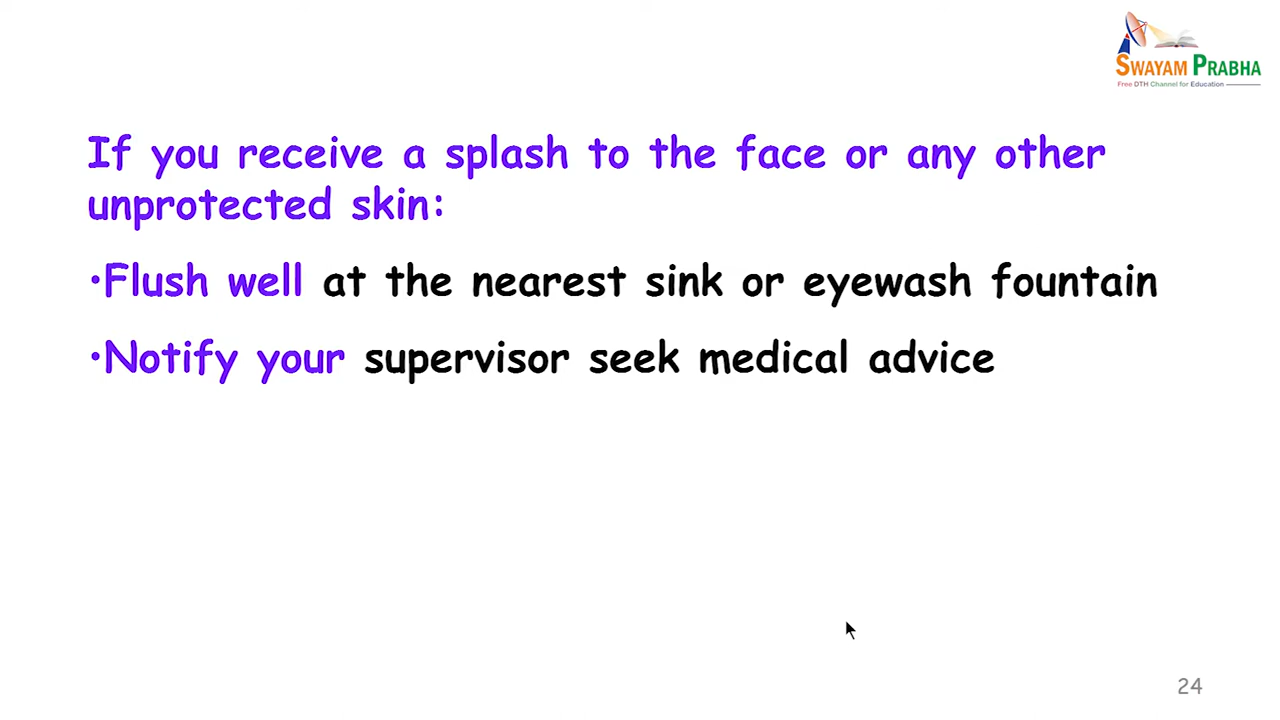 SWAYAM PRABHA
Free DTH Channel for Education
If you receive a splash to the face or any other
unprotected skin:
•Flush well at the nearest sink or eyewash fountain
•Notify your supervisor seek medical advice
24